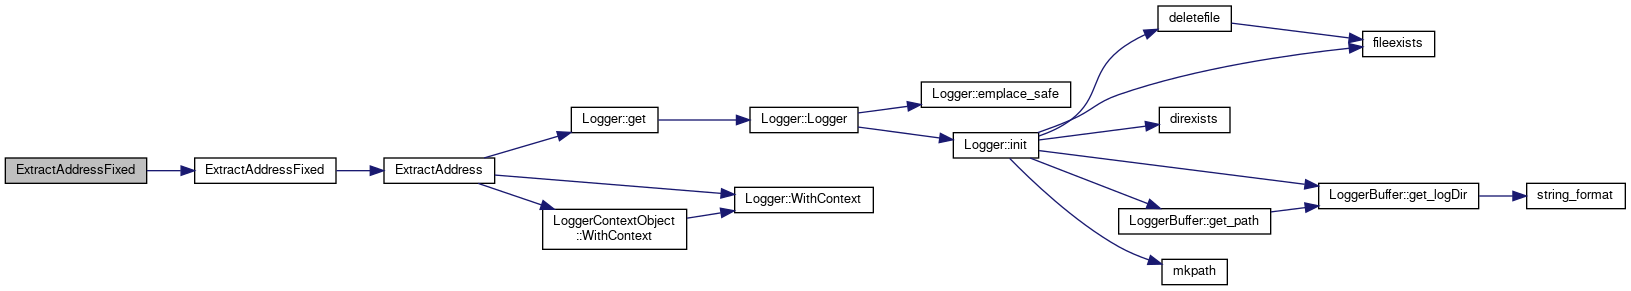 ExtractAddressFixed
ExtractAddressFixed
ExtractAddress
Logger::get
LoggerContextObject
::WithContext
Logger::WithContext
Logger::Logger
Logger::emplace_safe
Logger::init
deletefile
fileexists
direxists
LoggerBuffer::get_logDir
string_format
LoggerBuffer::get_path
mkpath